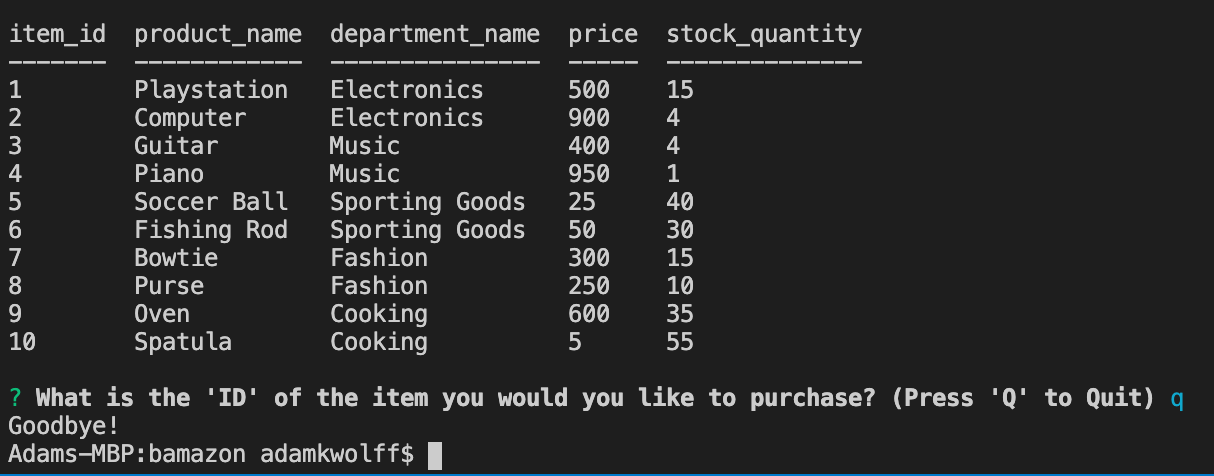 item_id  product_name  department_name  price  stock_quantity
-------  ------------  ---------------  -----  --------------
1        Playstation   Electronics      500    15
2        Computer      Electronics      900    4
3        Guitar        Music            400    4
4        Piano         Music            950    1
5        Soccer Ball   Sporting Goods   25     40
6        Fishing Rod   Sporting Goods   50     30
7        Bowtie        Fashion          300    15
8        Purse         Fashion          250    10
9        Oven          Cooking          600    35
10       Spatula       Cooking          5      55
? What is the 'ID' of the item you would you like to purchase? (Press 'Q' to Quit) q
Goodbye!
Adams-MBP:bamazon adamkwolff$